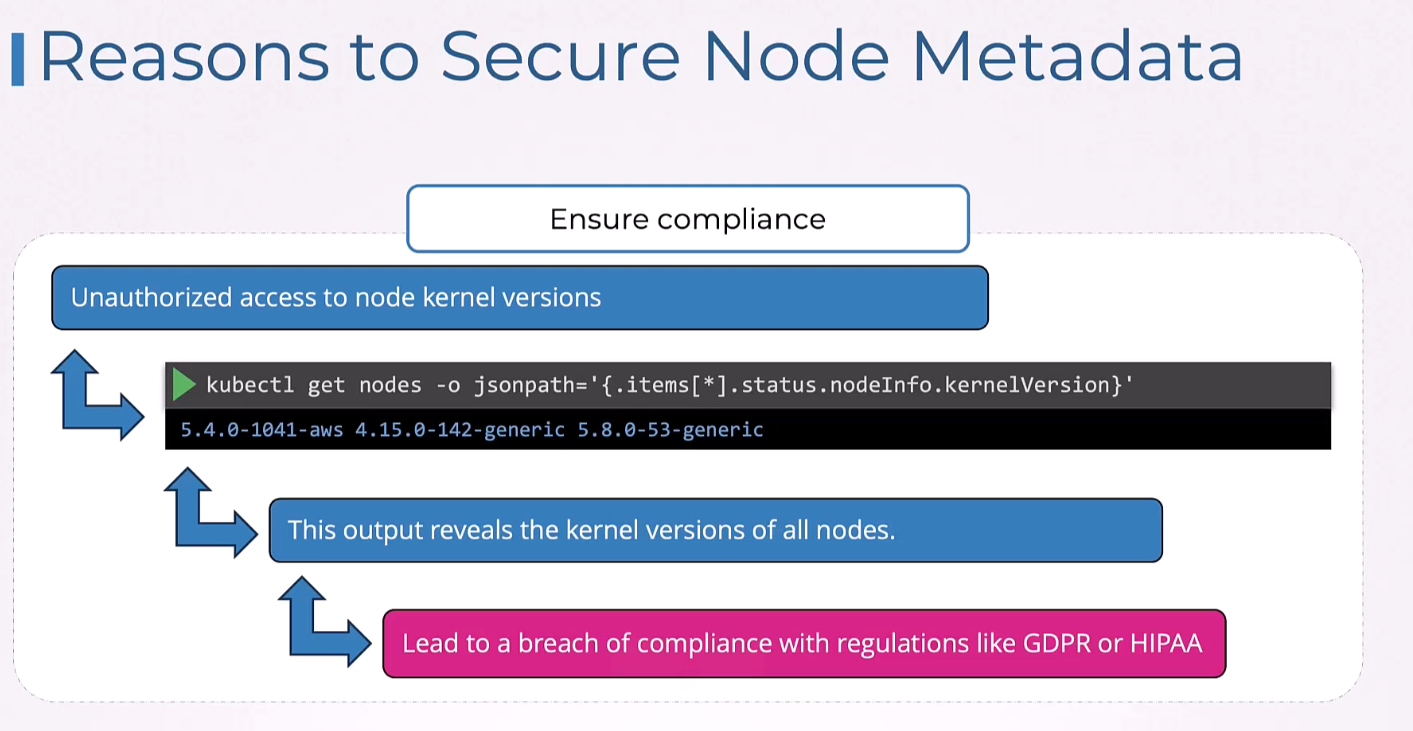 Reasons to Secure Node Metadata
Ensure compliance
Unauthorized access to node kernel versions
kubectl get nodes -o jsonpath='{.items[*].status.nodeInfo.kernelVersion}'
5.4.0-1041-aws 4.15.0-142-generic 5.8.0-53-generic
This output reveals the kernel versions of all nodes.
Lead to a breach of compliance with regulations like GDPR or HIPAA